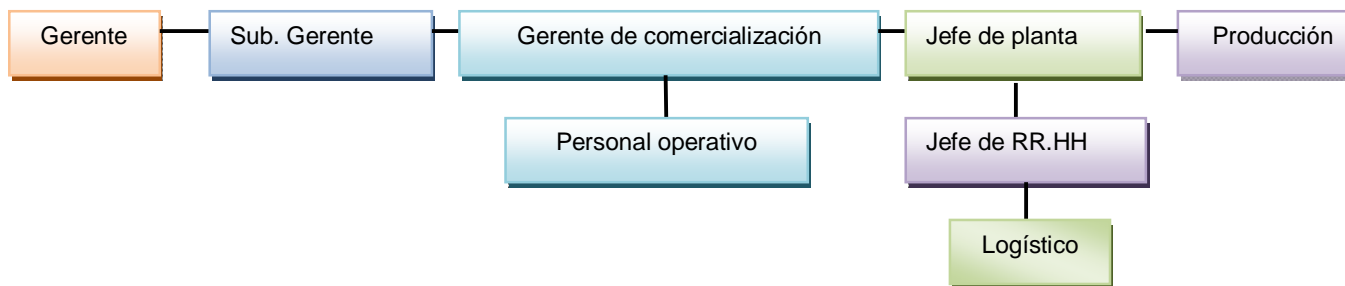 Gerente
Sub. Gerente
Gerente de comercialización
Jefe de planta
Producción
Personal operativo
Jefe de RR.HH
Logístico